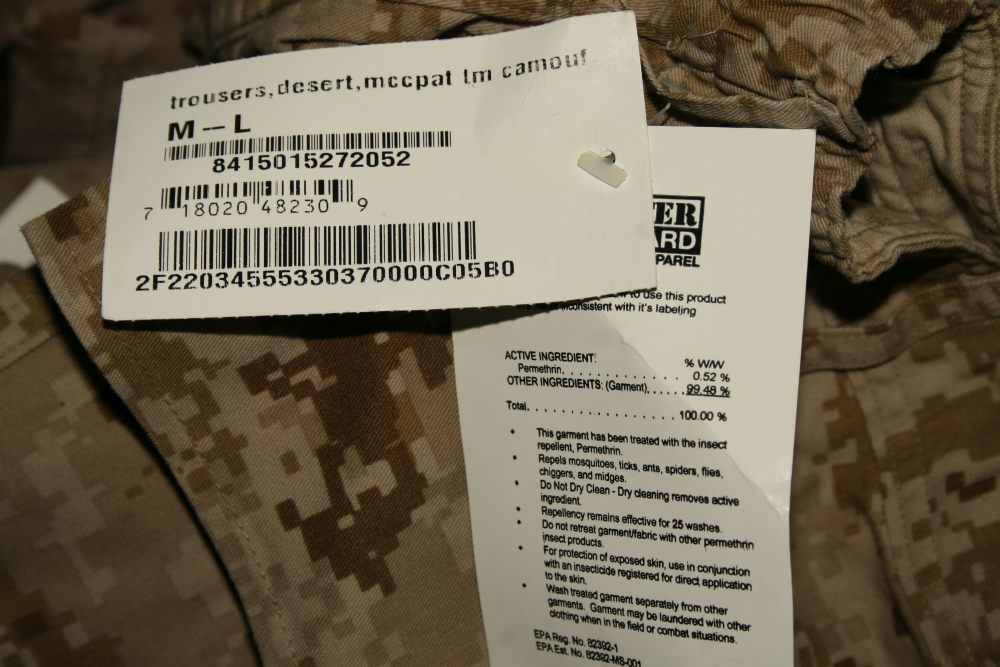 trousers,desert,mccpat tm camouf
M -- L
8415015272052
7 18020 48230 9
2F2203455533037 0000C05B0
ER
ARD
PAREL
to use this product
inconsistent with it's labeling
ACTIVE INGREDIENT: % W/W
Permethrin. . . . . . . . . . . . . . . . 0.52 %
OTHER INGREDIENTS: (Garment). . . . . . 99.48 %
Total. . . . . . . . . . . . . . . . . . . . 100.00 %
• This garment has been treated with the insect
repellent, Permethrin.
• Repels mosquitoes, ticks, ants, spiders, flies,
chiggers, and midges.
• Do Not Dry Clean - Dry cleaning removes active
ingredient.
• Repellency remains effective for 25 washes.
• Do not retreat garment/fabric with other permethrin
insect products.
• For protection of exposed skin, use in conjunction
with an insecticide registered for direct application
to the skin.
• Wash treated garment separately from other
garments. Garment may be laundered with other
clothing when in the field or combat situations.
EPA Reg. No. 82392-1
EPA Est. No. 82392-MS-001